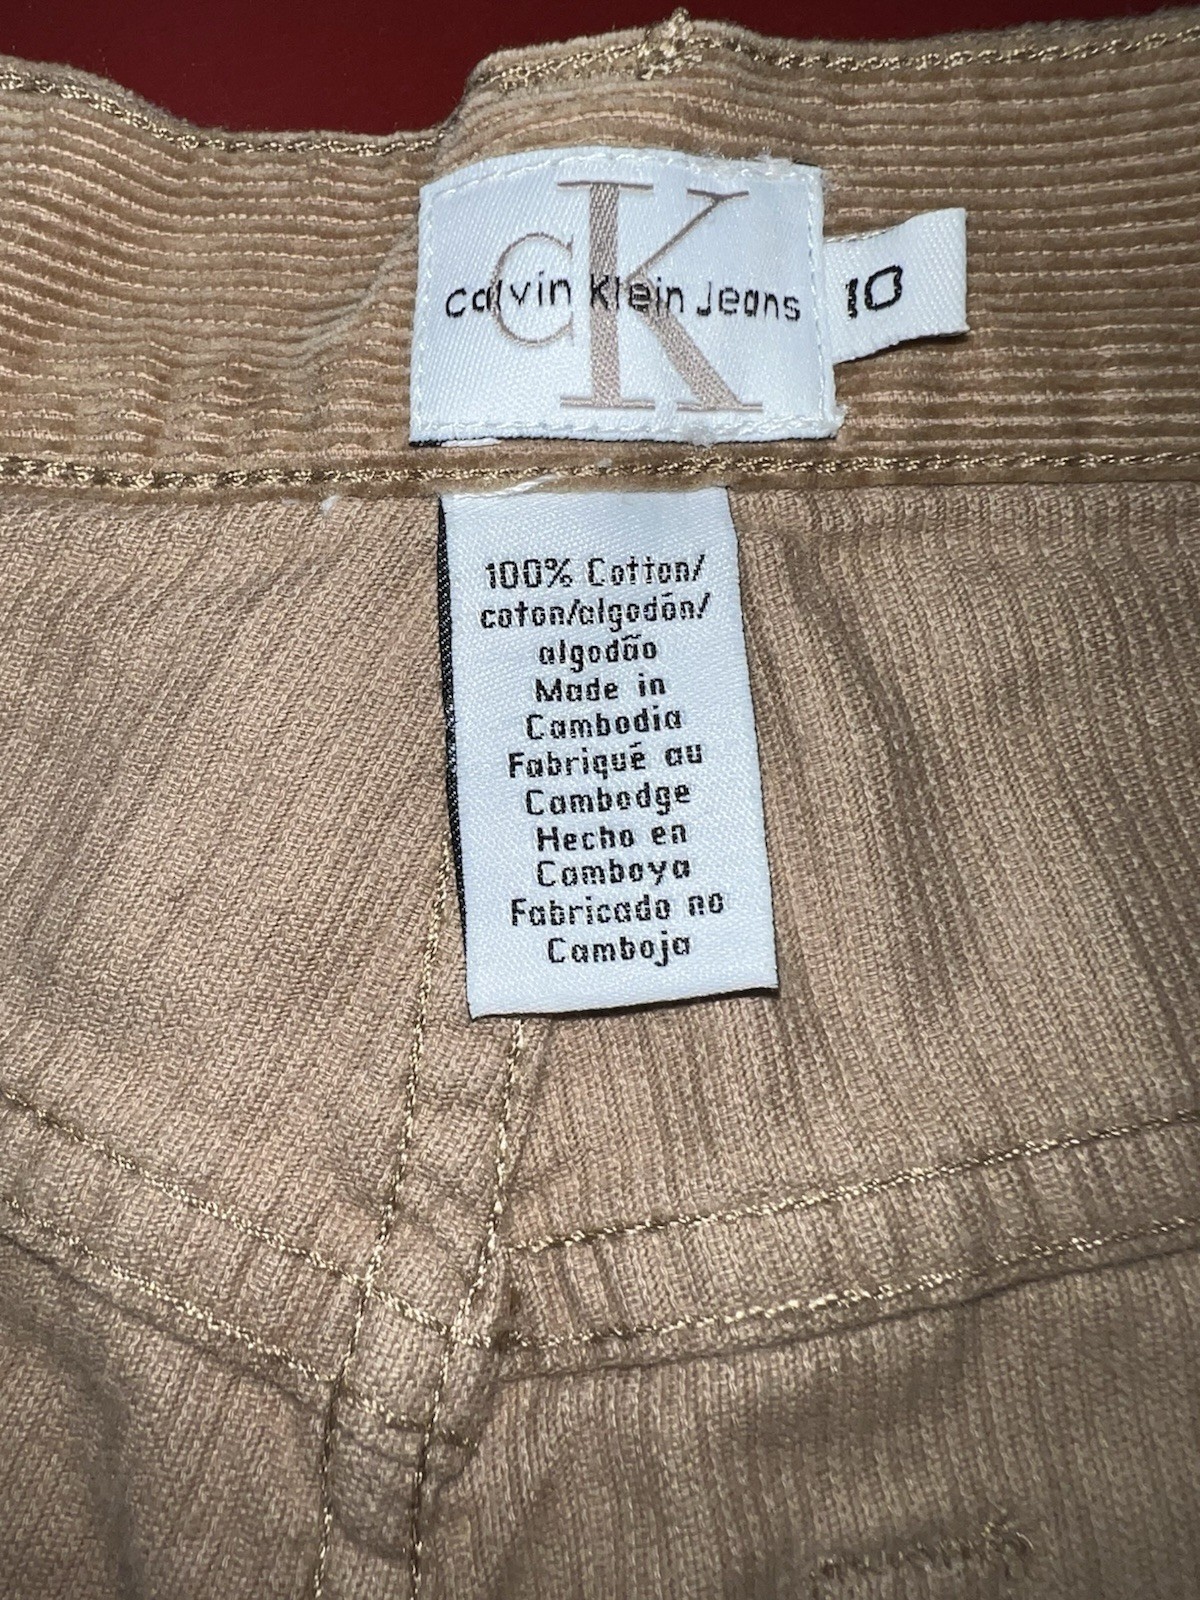 CK
Calvin Klein Jeans
10
100% Cotton/
coton/algodón/
algodão
Made in
Cambodia
Fabriqué au
Cambodge
Hecho en
Camboya
Fabricado no
Camboja